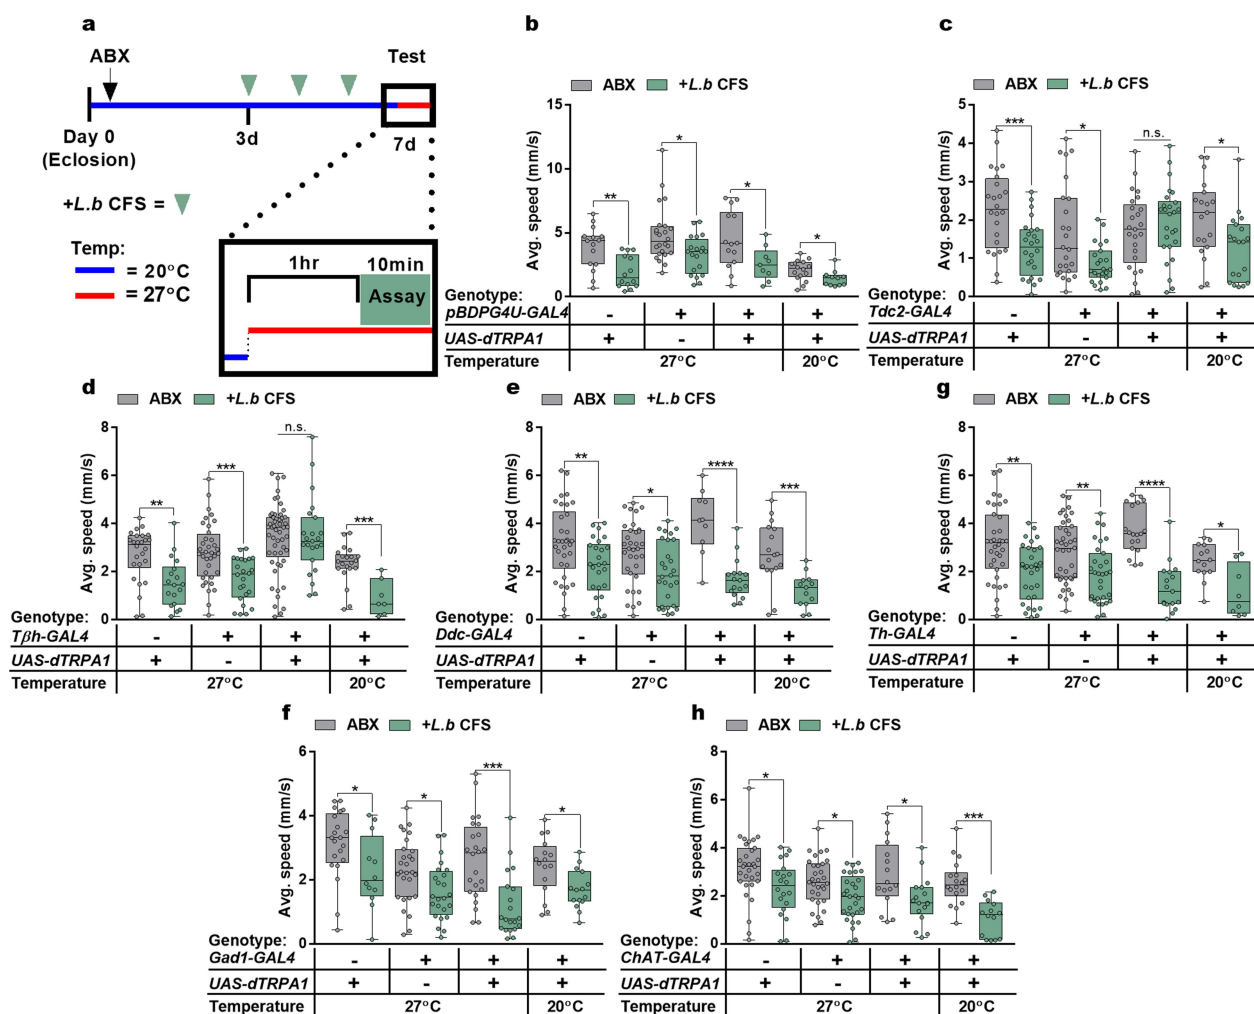 a
ABX
Test
Day 0
(Eclosion)
3d
7d
+L.b CFS =
Temp:
= 20°C
= 27°C
1hr
10min
Assay
b
ABX +L.b CFS
Avg. speed (mm/s)
15
10
5
0
** * * *
Genotype:
pBDPG4U-GAL4 - + + +
UAS-dTRPA1 + - + +
Temperature 27°C 20°C
c
ABX +L.b CFS
Avg. speed (mm/s)
5
4
3
2
1
0
*** * n.s. *
Genotype:
Tdc2-GAL4 - + + +
UAS-dTRPA1 + - + +
Temperature 27°C 20°C
d
ABX +L.b CFS
Avg. speed (mm/s)
8
6
4
2
0
** *** n.s. ***
Genotype:
Tβh-GAL4 - + + +
UAS-dTRPA1 + - + +
Temperature 27°C 20°C
e
ABX +L.b CFS
Avg. speed (mm/s)
8
6
4
2
0
** * **** ***
Genotype:
Ddc-GAL4 - + + +
UAS-dTRPA1 + - + +
Temperature 27°C 20°C
g
ABX +L.b CFS
Avg. speed (mm/s)
8
6
4
2
0
** ** **** *
Genotype:
Th-GAL4 - + + +
UAS-dTRPA1 + - + +
Temperature 27°C 20°C
f
ABX +L.b CFS
Avg. speed (mm/s)
6
4
2
0
* * *** *
Genotype:
Gad1-GAL4 - + + +
UAS-dTRPA1 + - + +
Temperature 27°C 20°C
h
ABX +L.b CFS
Avg. speed (mm/s)
8
6
4
2
0
* * * ***
Genotype:
ChAT-GAL4 - + + +
UAS-dTRPA1 + - + +
Temperature 27°C 20°C